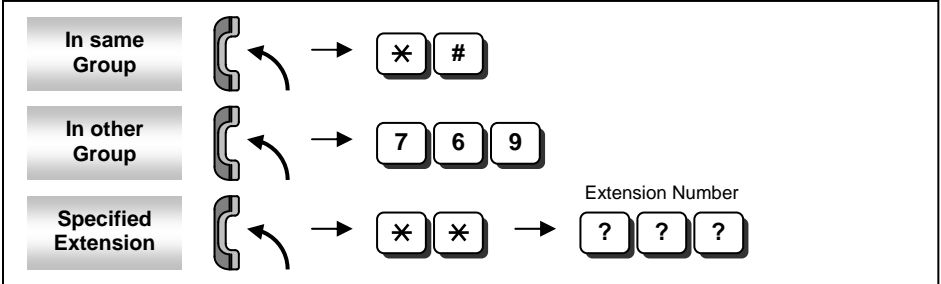 In same
Group
* #
In other
Group
7 6 9
Extension Number
Specified
Extension
* * ? ? ?